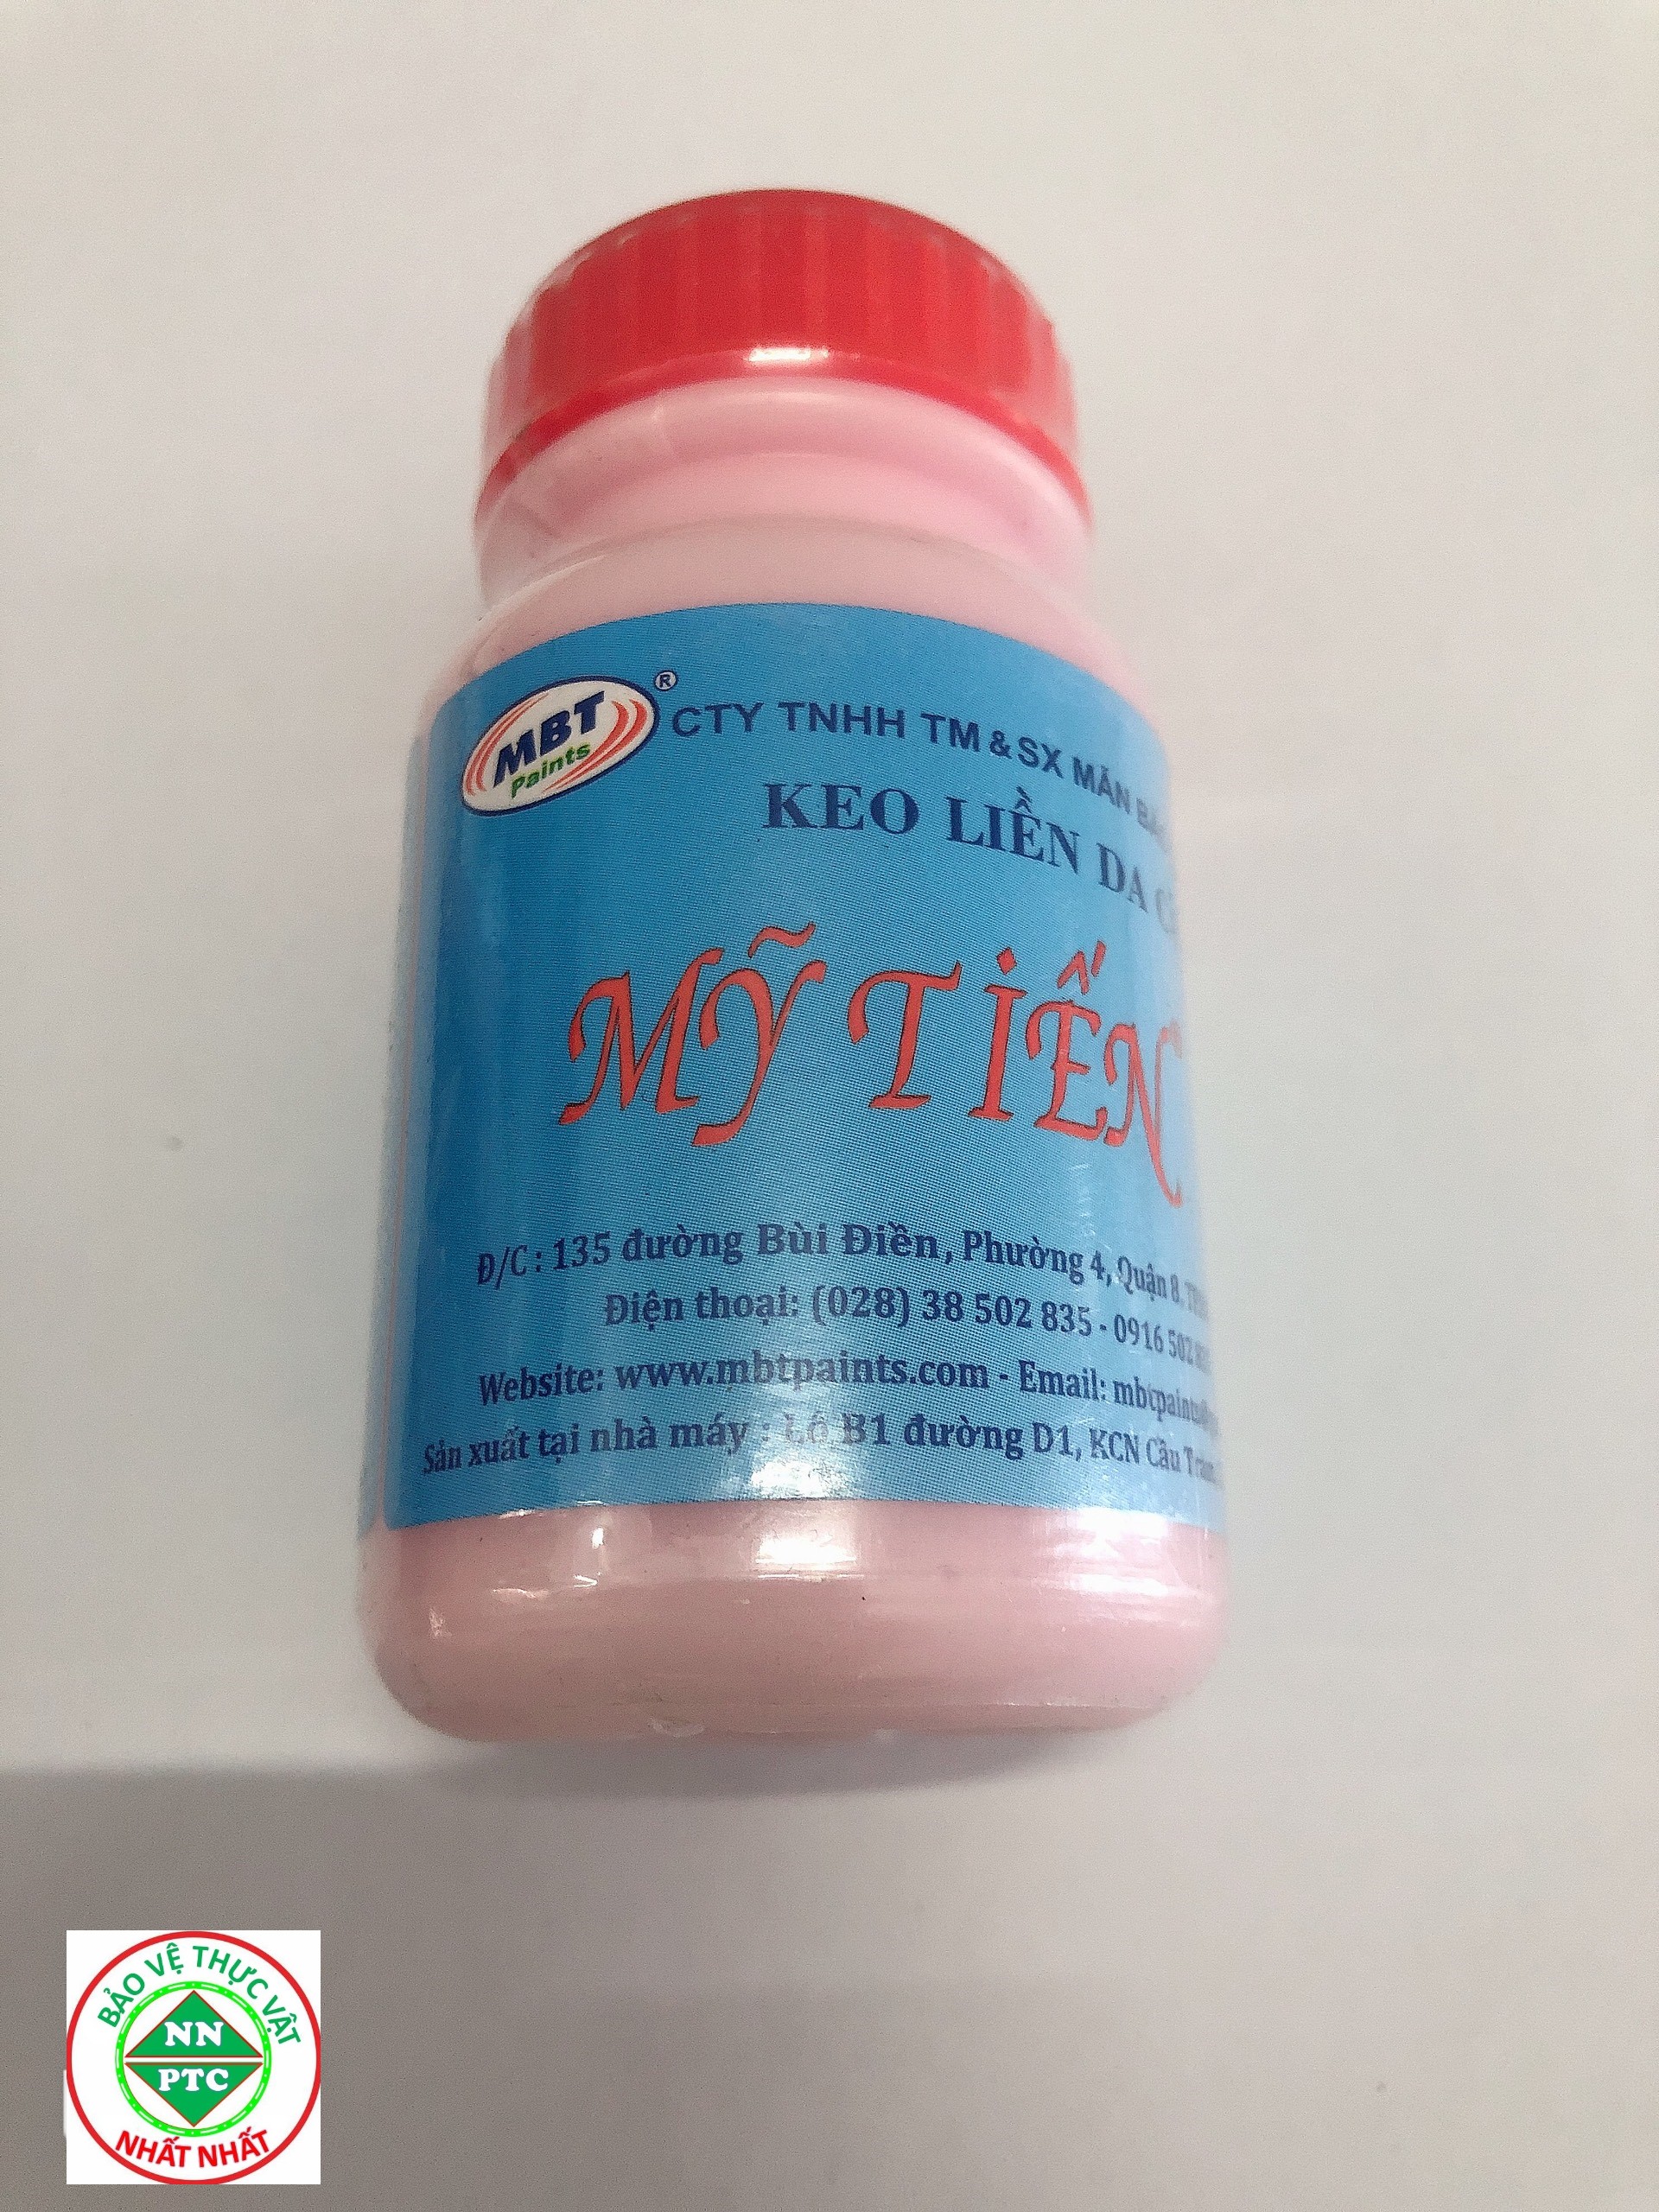 MBT
Paints
®
CTY TNHH TM & SX MÃN
KEO LIỀN DA
MỸ TIẾN
Đ/C : 135 đường Bùi Điền, Phường 4, Quận 8.
Điện thoại: (028) 38 502 835 - 0916 502
Website: www.mbtpaints.com - Email:
Sản xuất tại nhà máy : Lô B1 đường D1, KCN Cầu
BẢO VỆ THỰC VẬT
NN
PTC
NHẤT NHẤT